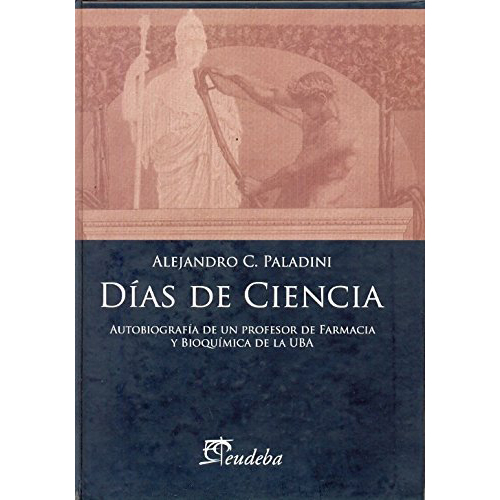 ALEJANDRO C. PALADINI
DÍAS DE CIENCIA
AUTOBIOGRAFÍA DE UN PROFESOR DE FARMACIA
Y BIOQUÍMICA DE LA UBA
eudeba